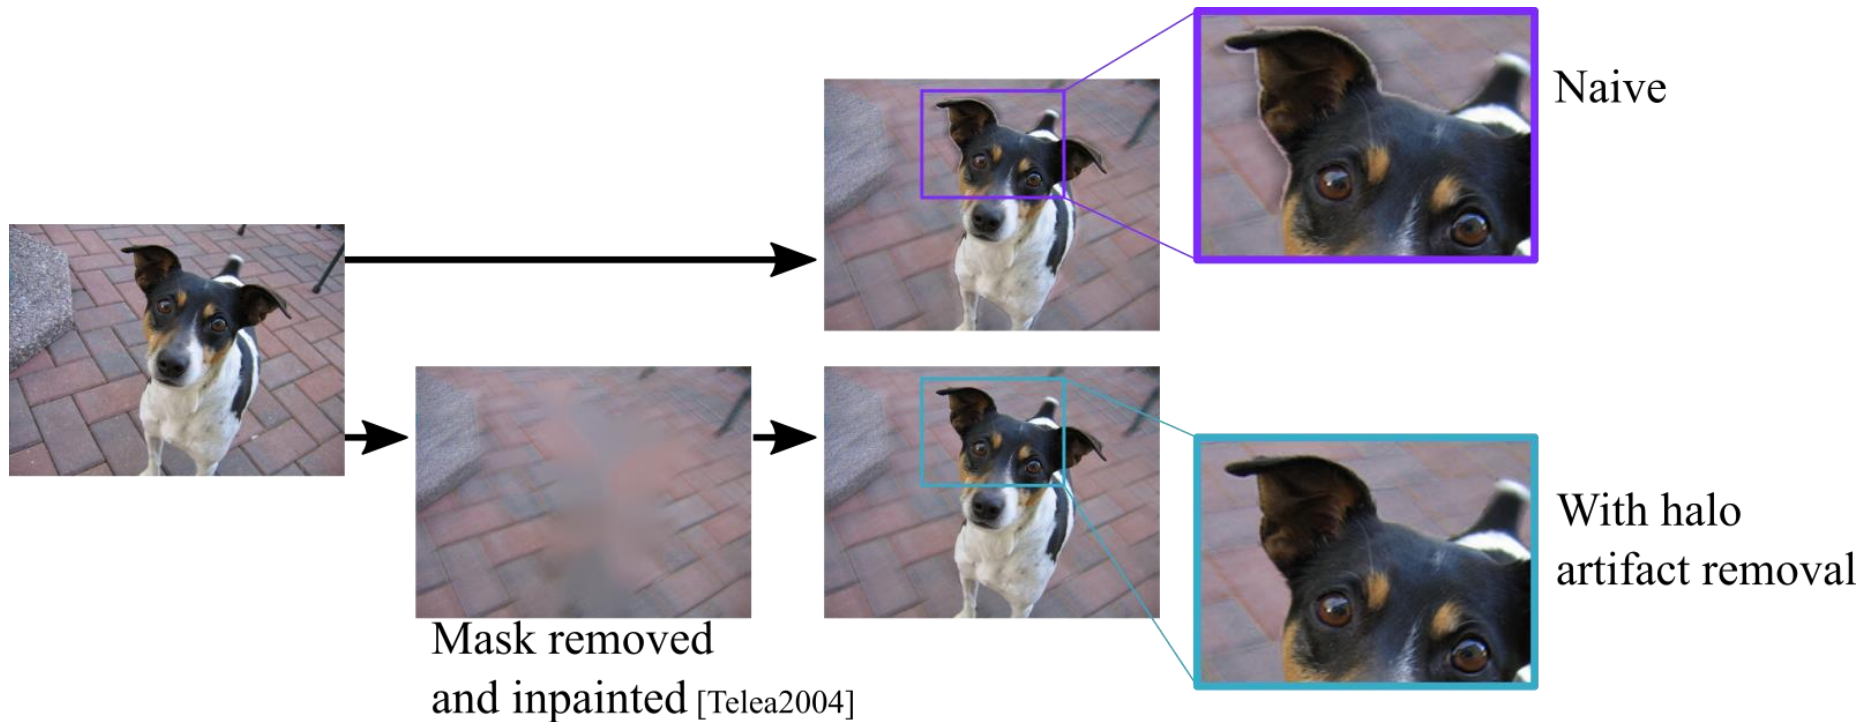 Naive
With halo
artifact removal
Mask removed
and inpainted [Telea2004]